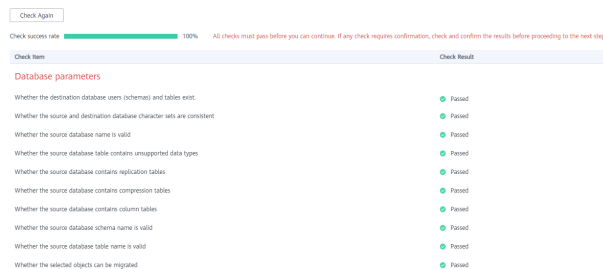 Check Again
Check success rate 100% All checks must pass before you can continue. If any check requires confirmation, check and confirm the results before proceeding to the next step
Check Item Check Result
Database parameters
Whether the destination database users (schemas) and tables exist. Passed
Whether the source and destination database character sets are consistent Passed
Whether the source database name is valid Passed
Whether the source database table contains unsupported data types Passed
Whether the source database contains replication tables Passed
Whether the source database contains compression tables Passed
Whether the source database contains column tables Passed
Whether the source database schema name is valid Passed
Whether the source database table name is valid Passed
Whether the selected objects can be migrated Passed